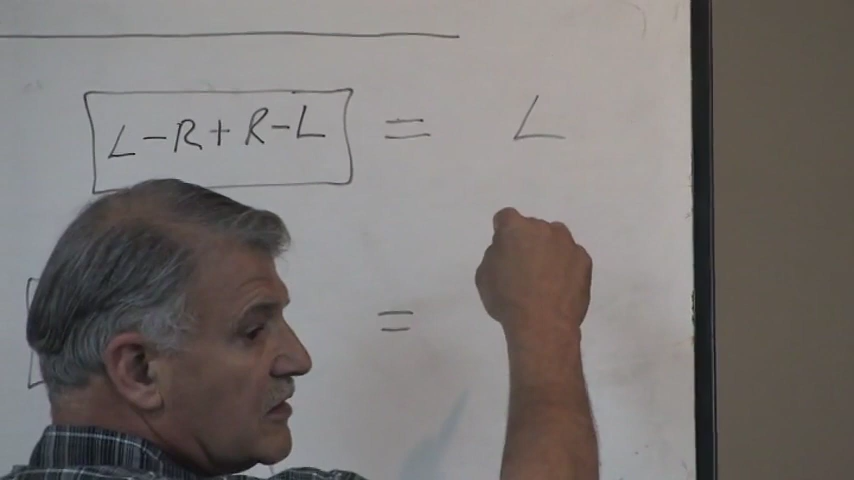 L-R+R-L = L
=